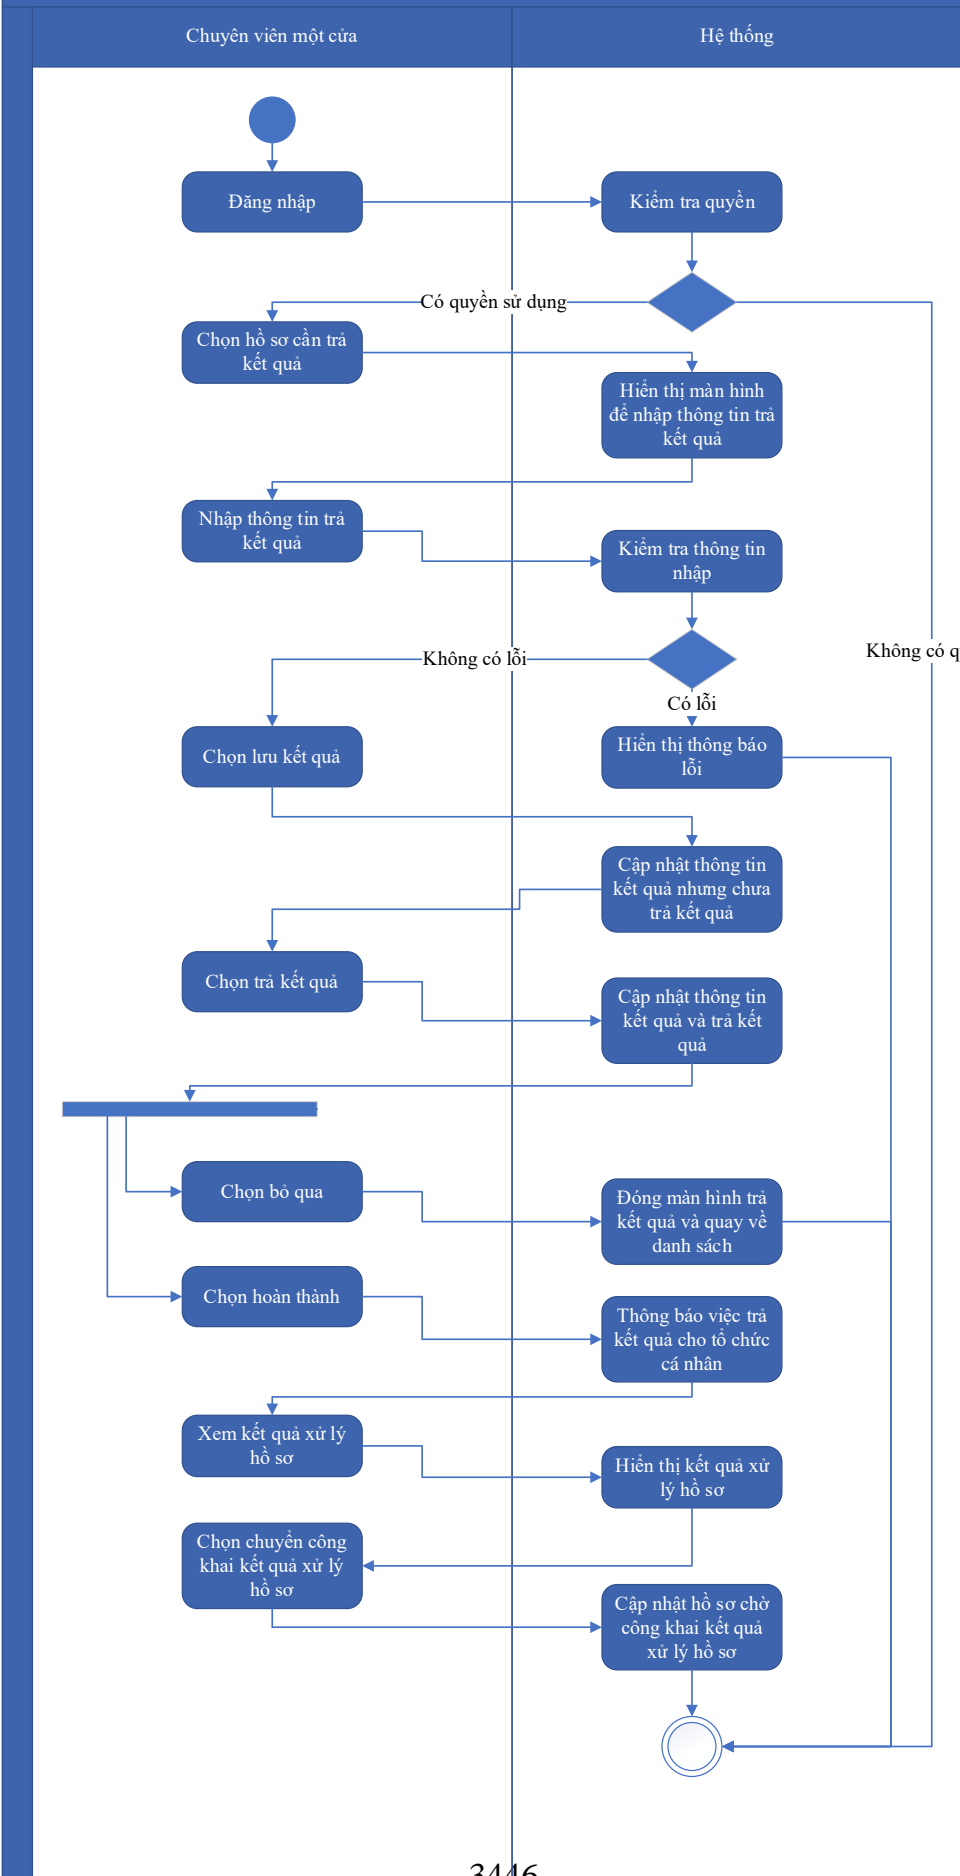 Chuyên viên một cửa
Hệ thống
Đăng nhập
Kiểm tra quyền
Có quyền sử dụng
Chọn hồ sơ cần trả
kết quả
Hiển thị màn hình
để nhập thông tin trả
kết quả
Nhập thông tin trả
kết quả
Kiểm tra thông tin
nhập
Không có q
Không có lỗi
Có lỗi
Chọn lưu kết quả
Hiển thị thông báo
lỗi
Cập nhật thông tin
kết quả nhưng chưa
trả kết quả
Chọn trả kết quả
Cập nhật thông tin
kết quả và trả kết
quả
Chọn bỏ qua
Đóng màn hình trả
kết quả và quay về
danh sách
Chọn hoàn thành
Thông báo việc trả
kết quả cho tổ chức
cá nhân
Xem kết quả xử lý
hồ sơ
Hiển thị kết quả xử
lý hồ sơ
Chọn chuyển công
khai kết quả xử lý
hồ sơ
Cập nhật hồ sơ chờ
công khai kết quả
xử lý hồ sơ
3446